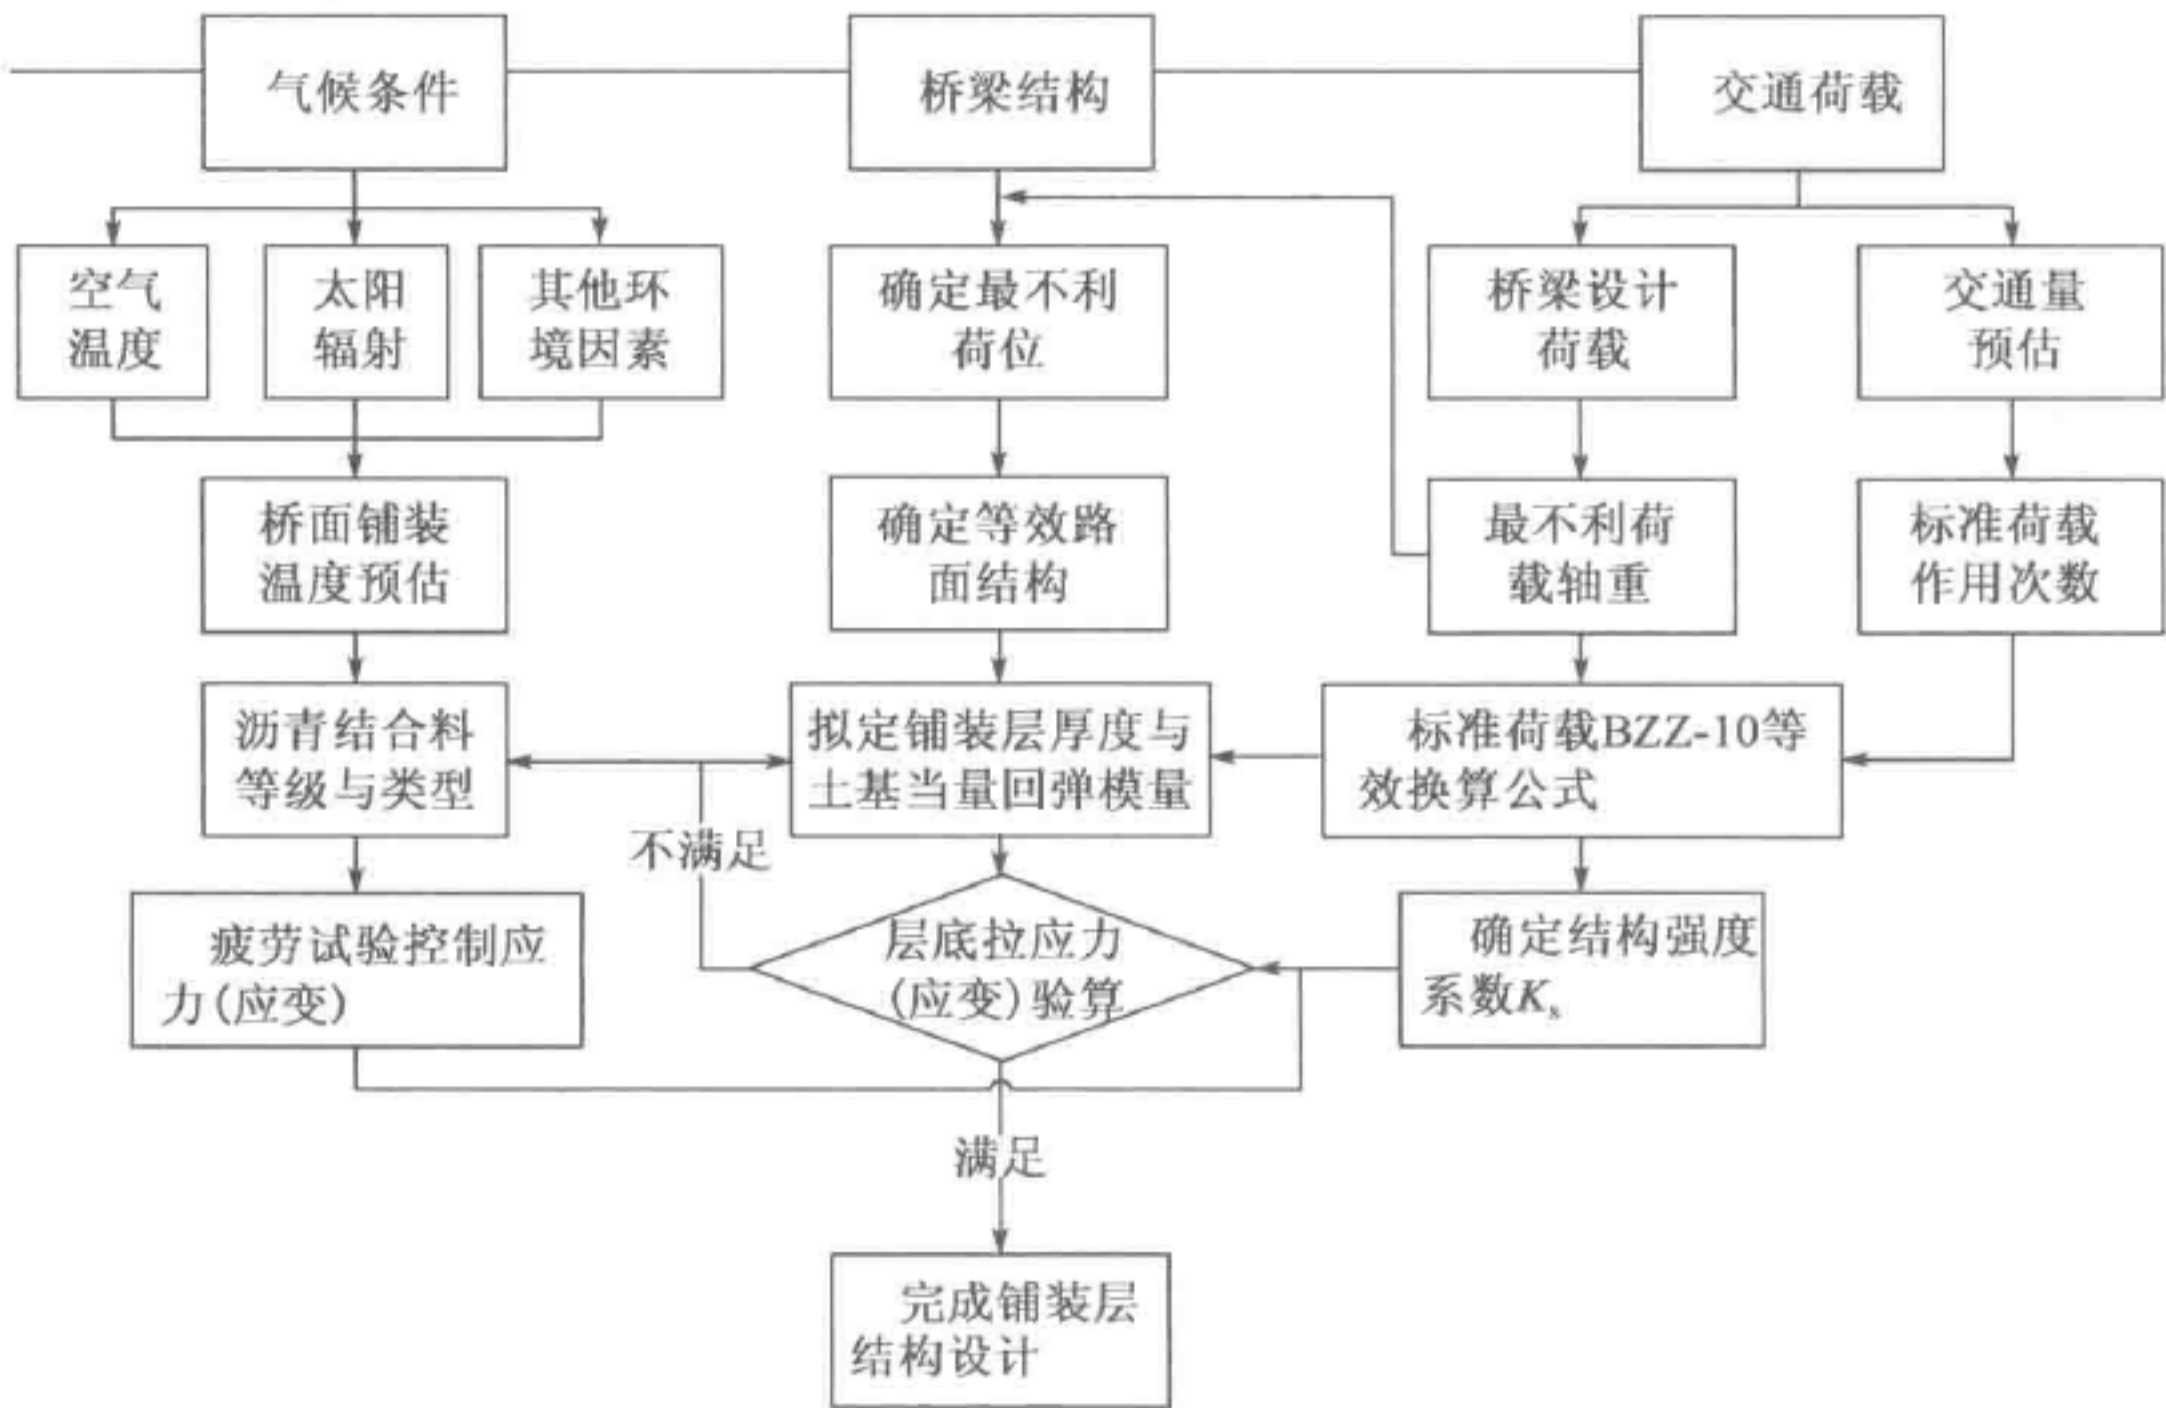 气候条件
桥梁结构
交通荷载
空气
温度
太阳
辐射
其他环
境因素
确定最不利
荷位
桥梁设计
荷载
交通量
预估
桥面铺装
温度预估
确定等效路
面结构
最不利荷
载轴重
标准荷载
作用次数
沥青结合料
等级与类型
拟定铺装层厚度与
土基当量回弹模量
标准荷载BZZ-10等
效换算公式
不满足
疲劳试验控制应
力(应变)
层底拉应力
(应变)验算
确定结构强度
系数Ks
满足
完成铺装层
结构设计